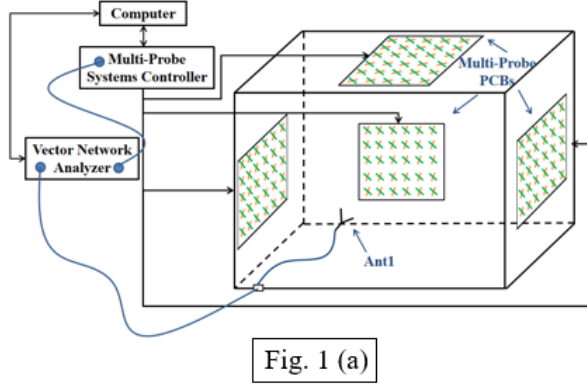 Computer
Multi-Probe
Systems Controller
Multi-Probe
PCBs
Vector Network
Analyzer
Ant1
Fig. 1 (a)